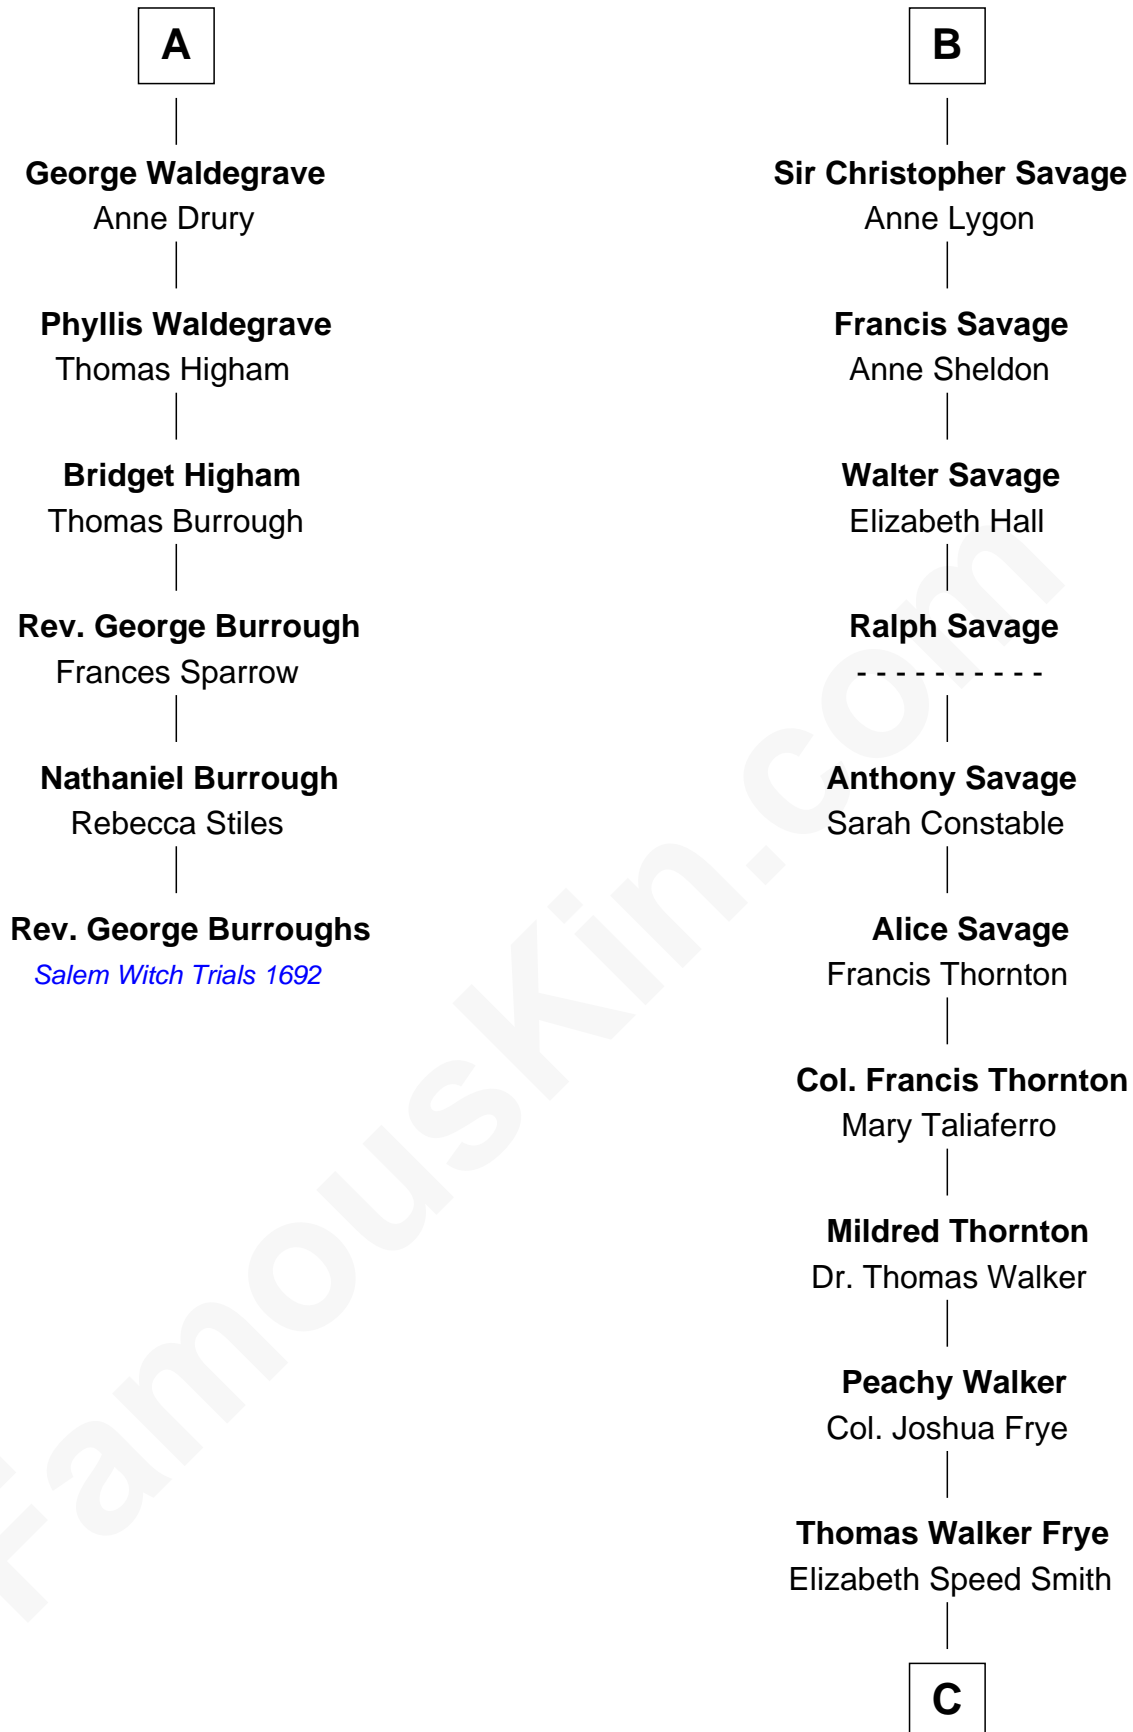 A
George Waldegrave
Anne Drury
Phyllis Waldegrave
Thomas Higham
Bridget Higham
Thomas Burrough
Rev. George Burrough
Frances Sparrow
Nathaniel Burrough
Rebecca Stiles
Rev. George Burroughs
Salem Witch Trials 1692
B
Sir Christopher Savage
Anne Lygon
Francis Savage
Anne Sheldon
Walter Savage
Elizabeth Hall
Ralph Savage
- - - - - - - - - -
Anthony Savage
Sarah Constable
Alice Savage
Francis Thornton
Col. Francis Thornton
Mary Taliaferro
Mildred Thornton
Dr. Thomas Walker
Peachy Walker
Col. Joshua Frye
Thomas Walker Frye
Elizabeth Speed Smith
C
FamousKin.com